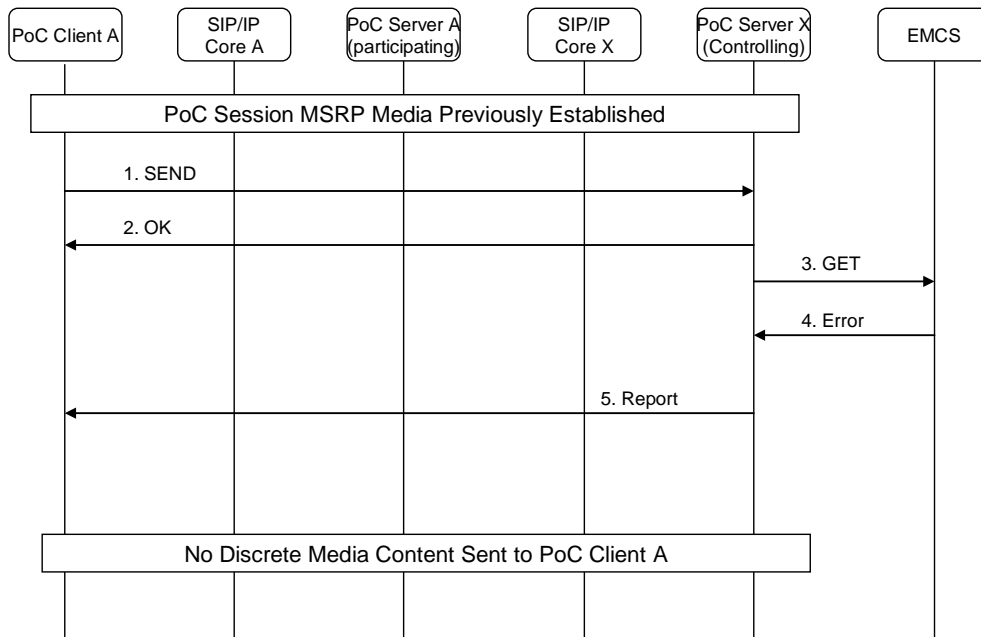 PoC Client A
SIP/IP
Core A
PoC Server A
(participating)
SIP/IP
Core X
PoC Server X
(Controlling)
EMCS
PoC Session MSRP Media Previously Established
1. SEND
2. OK
3. GET
4. Error
5. Report
No Discrete Media Content Sent to PoC Client A